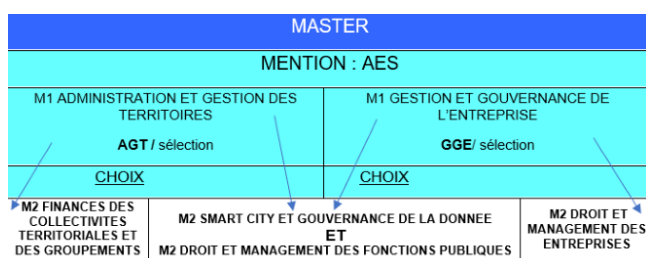 MASTER
MENTION : AES
M1 ADMINISTRATION ET GESTION DES
TERRITOIRES
AGT / sélection
M1 GESTION ET GOUVERNANCE DE
L'ENTREPRISE
GGE/ sélection
CHOIX
CHOIX
M2 FINANCES DES
COLLECTIVITES
TERRITORIALES ET
DES GROUPEMENTS
M2 SMART CITY ET GOUVERNANCE DE LA DONNEE
ET
M2 DROIT ET MANAGEMENT DES FONCTIONS PUBLIQUES
M2 DROIT ET
MANAGEMENT DES
ENTREPRISES